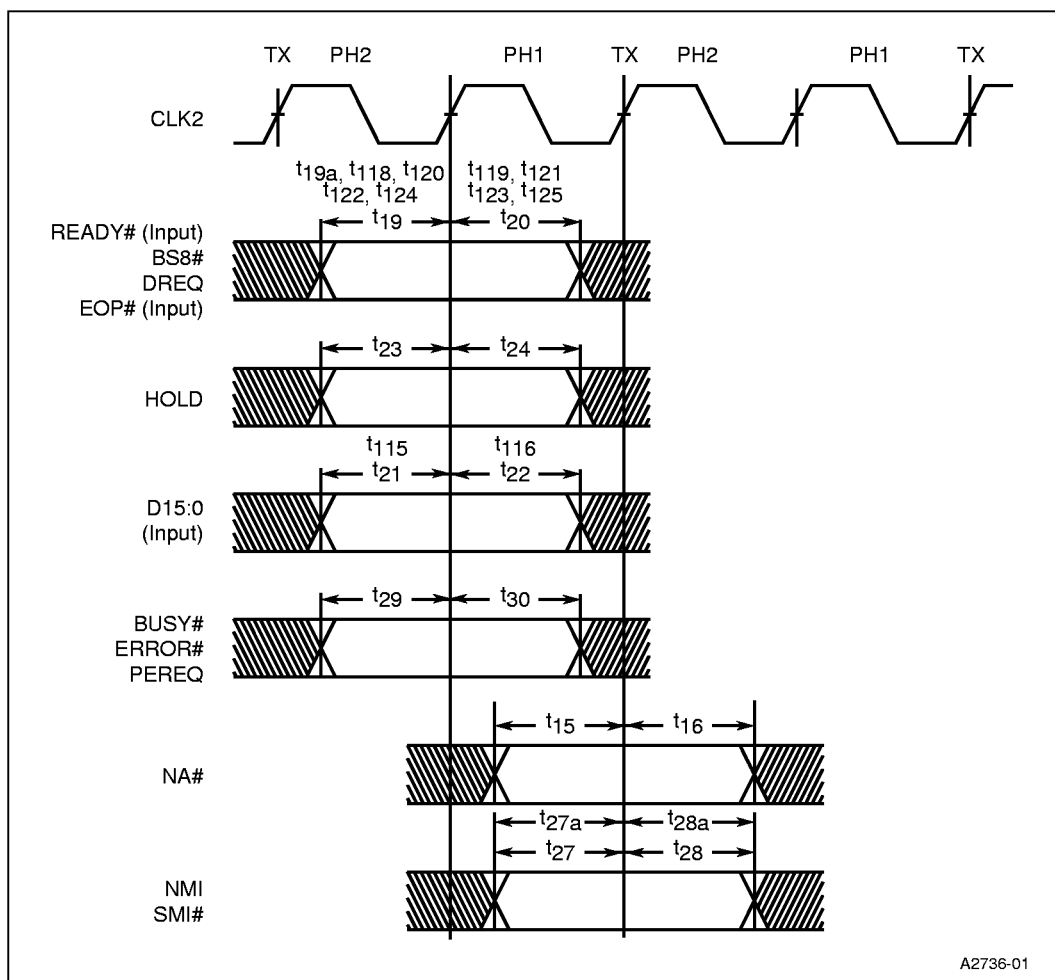 TX PH2 PH1 TX PH2 PH1 TX
CLK2
t19a, t118, t120 t119, t121
t122, t124 t123, t125
t19 t20
READY# (Input)
BS8#
DREQ
EOP# (Input)
t23 t24
HOLD
t115 t116
t21 t22
D15:0
(Input)
t29 t30
BUSY#
ERROR#
PEREQ
t15 t16
NA#
t27a t28a
t27 t28
NMI
SMI#
A2736-01